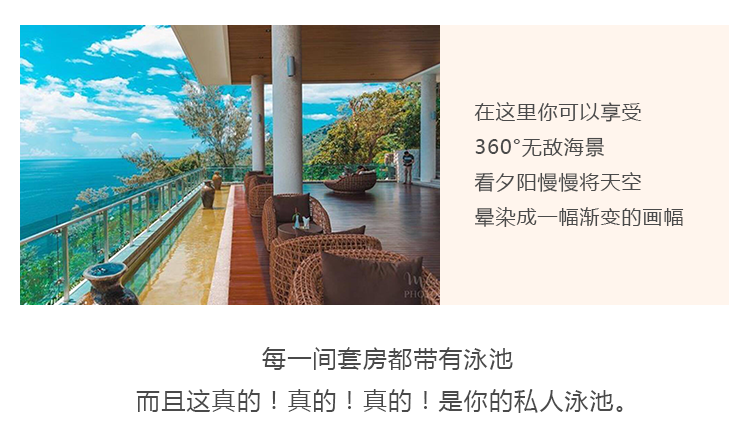 在这里你可以享受
360°无敌海景
看夕阳慢慢将天空
晕染成一幅渐变的画幅
每一间套房都带有泳池
而且这真的！真的！真的！是你的私人泳池。